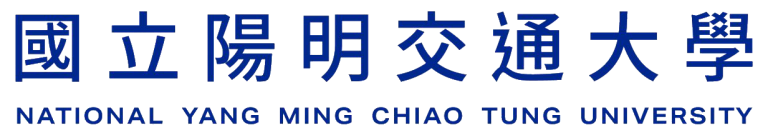 國立陽明交通大學
NATIONAL YANG MING CHIAO TUNG UNIVERSITY